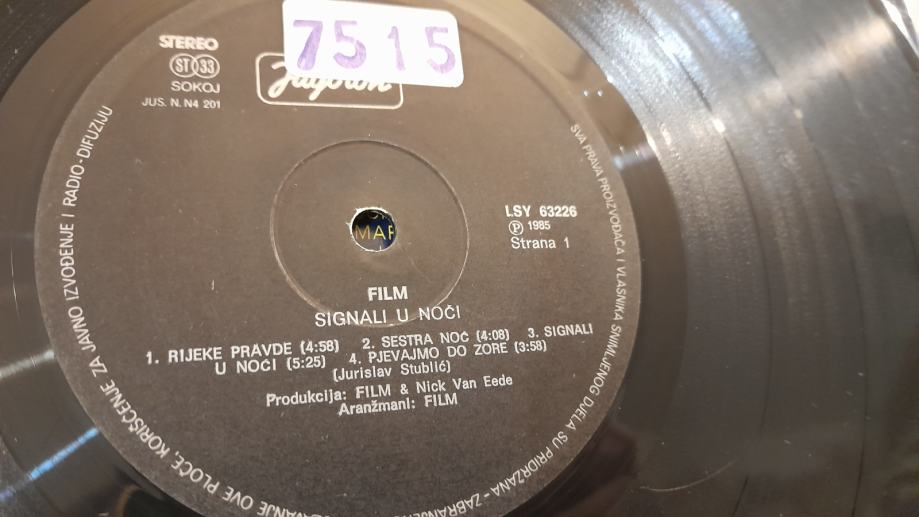 7515
STEREO
ST 33
SOKOJ
JUS. N. N4 201
Jugoton
LSY 63226
Ⓟ 1985
Strana 1
MAR
FILM
SIGNALI U NOĆI
1. RIJEKE PRAVDE (4:58) 2. SESTRA NOĆ (4:08) 3. SIGNALI
U NOĆI (5:25) 4. PJEVAJMO DO ZORE (3:58)
(Jurislav Stublić)
Produkcija: FILM & Nick Van Eede
Aranžmani: FILM
SVA PRAVA PROIZVOĐAČA I VLASNIKA SNIMLJENOG DJELA SU PRIDRŽANA - ZABRANJENO
OVE PLOČE, KORIŠĆENJE ZA JAVNO IZVOĐENJE I RADIO-DIFUZIJU